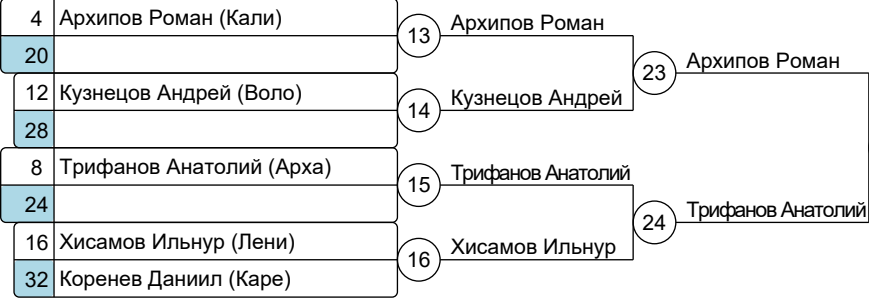 4 Архипов Роман (Кали)
20
13 Архипов Роман
12 Кузнецов Андрей (Воло)
28
14 Кузнецов Андрей
23 Архипов Роман
8 Трифанов Анатолий (Арха)
24
15 Трифанов Анатолий
16 Хисамов Ильнур (Лени)
32 Коренев Даниил (Каре)
16 Хисамов Ильнур
24 Трифанов Анатолий